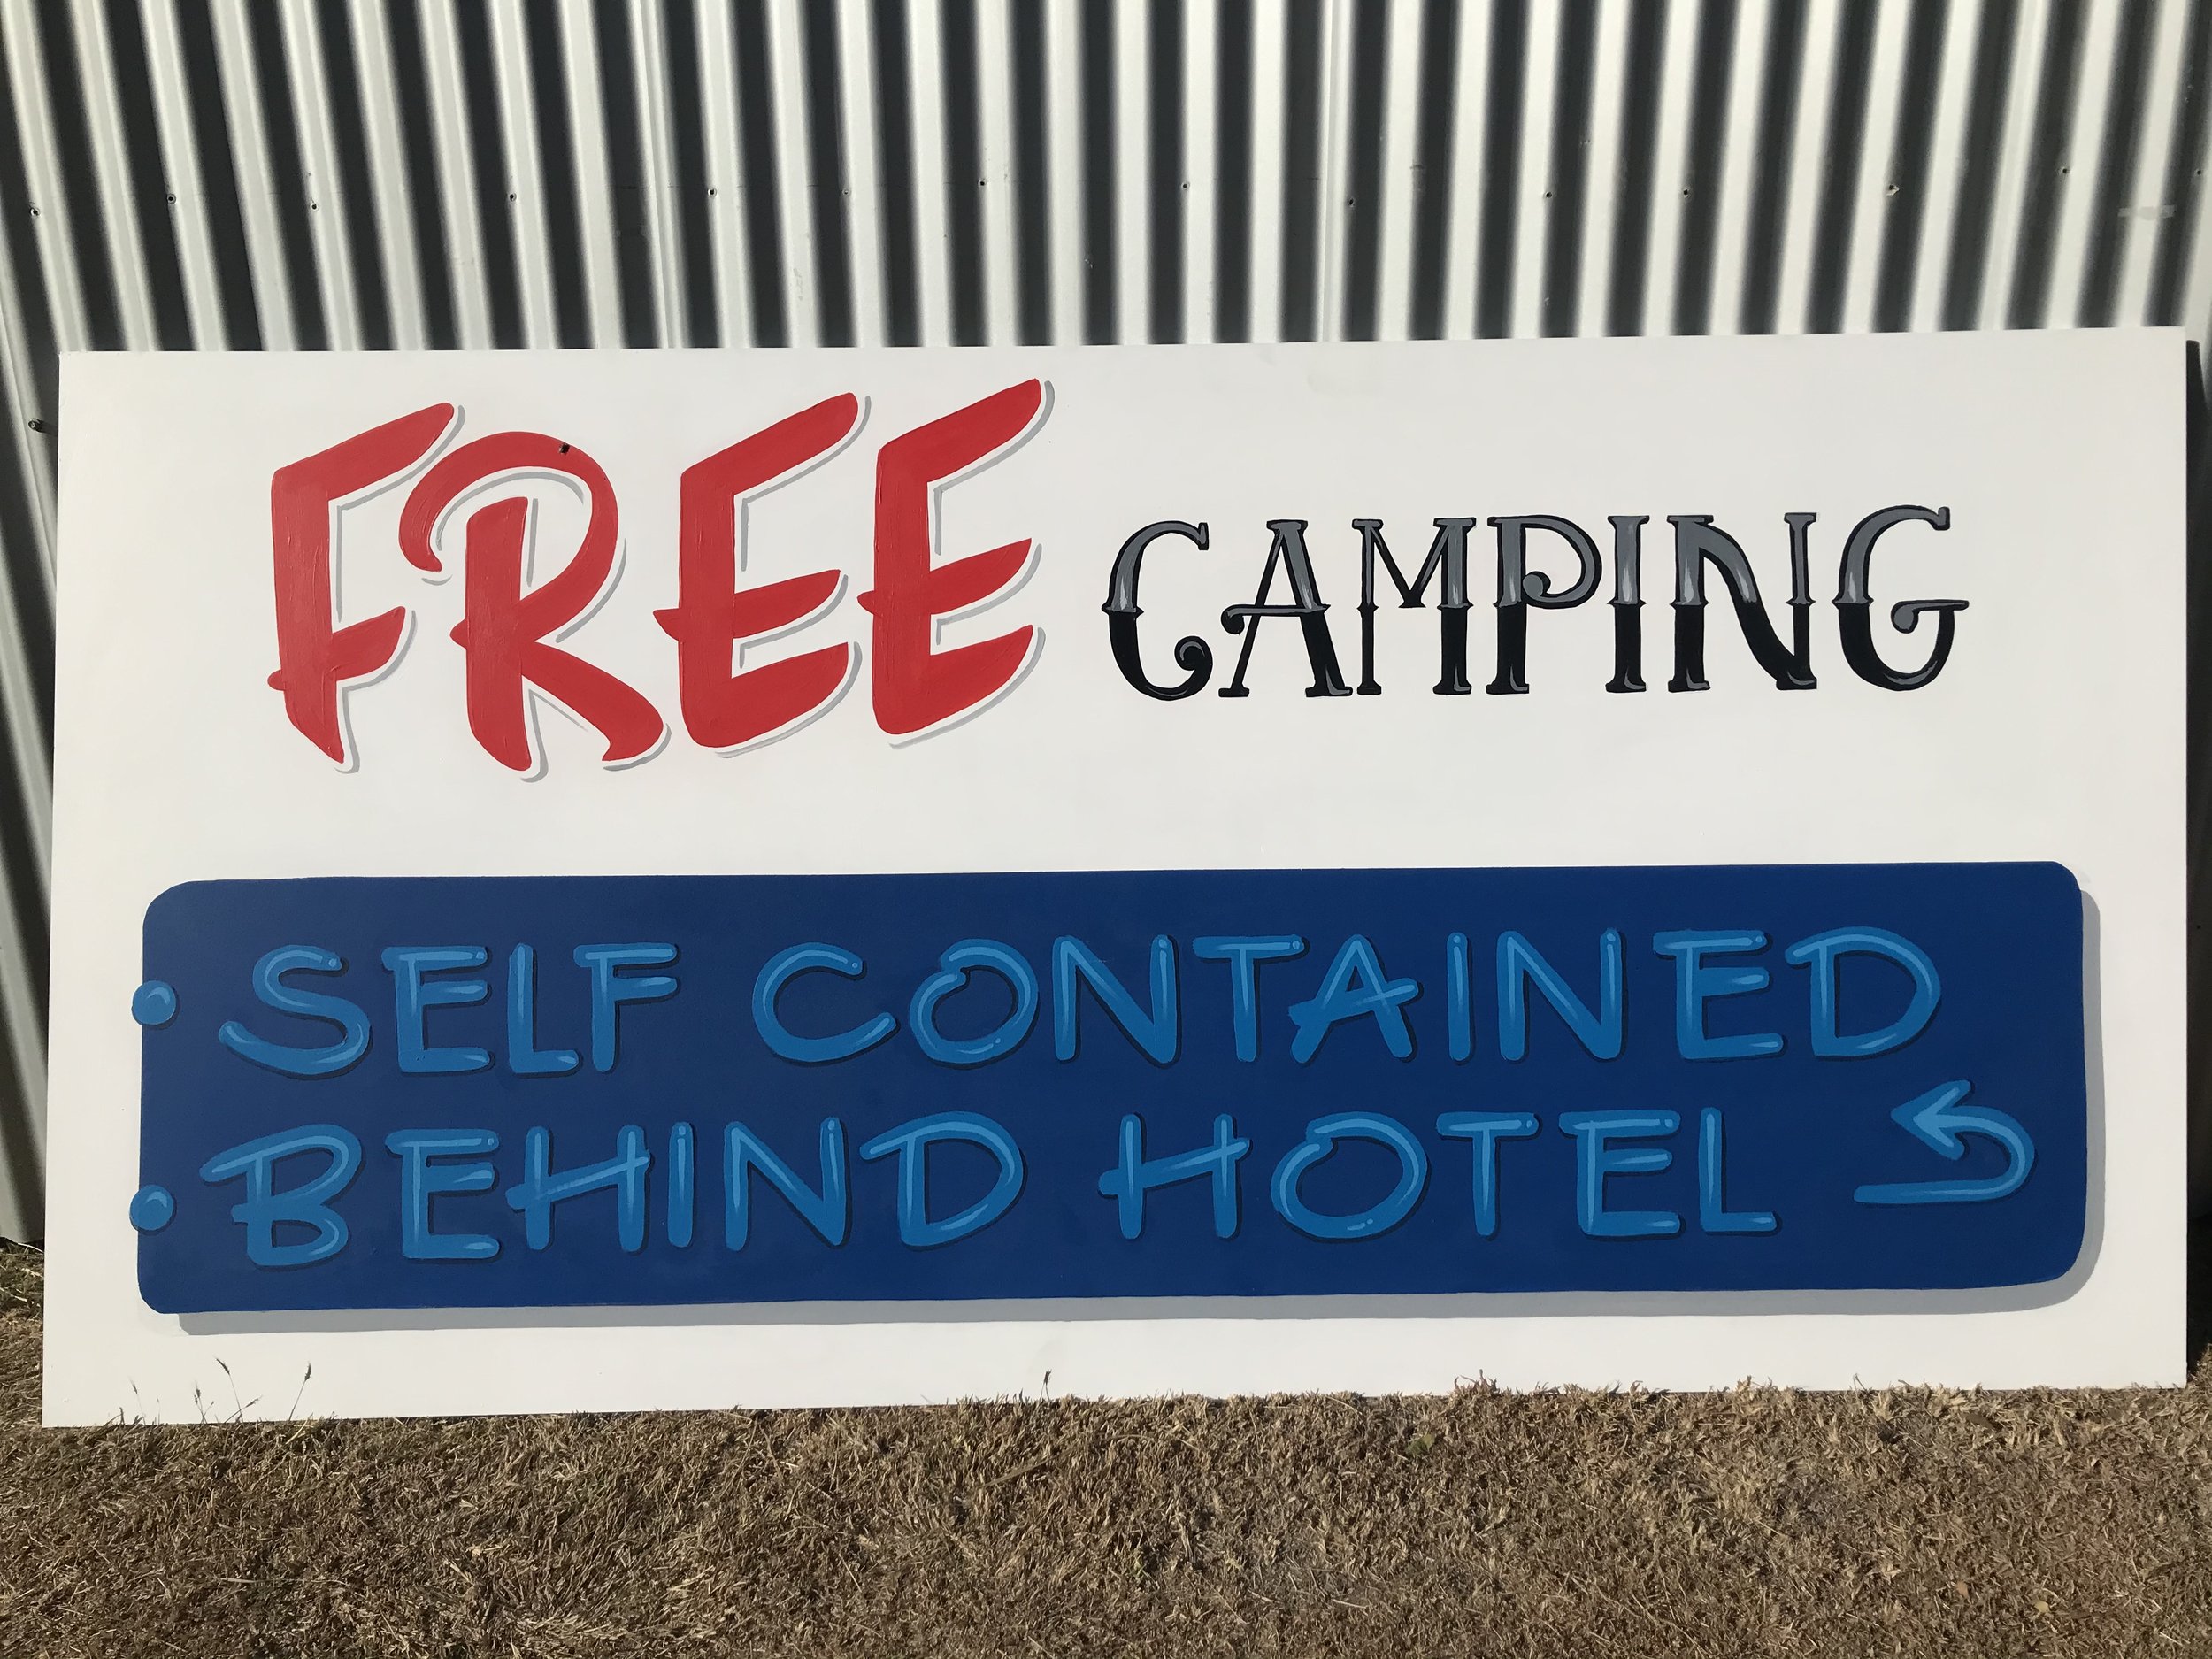 FREE CAMPING
SELF CONTAINED
BEHIND HOTEL